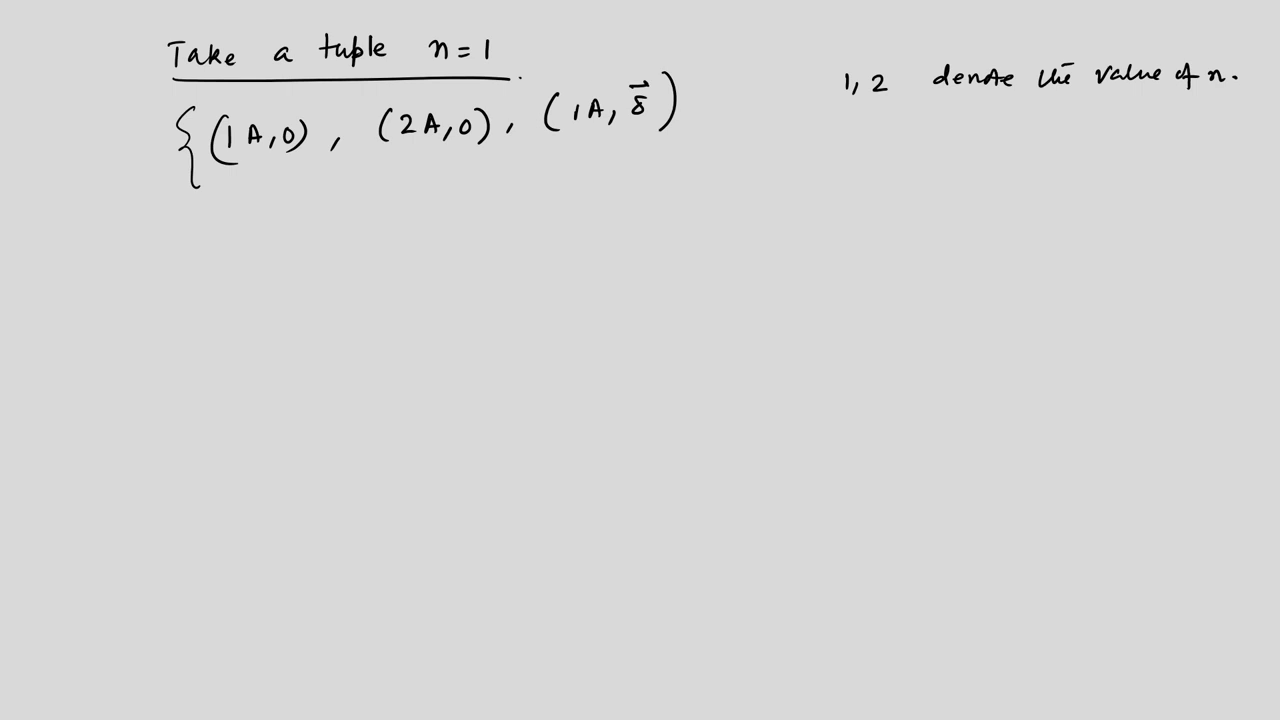 Take a tuple n = 1
{ (1A, 0), (2A, 0), (1A, δ⃗)
1, 2 denote the value of n.